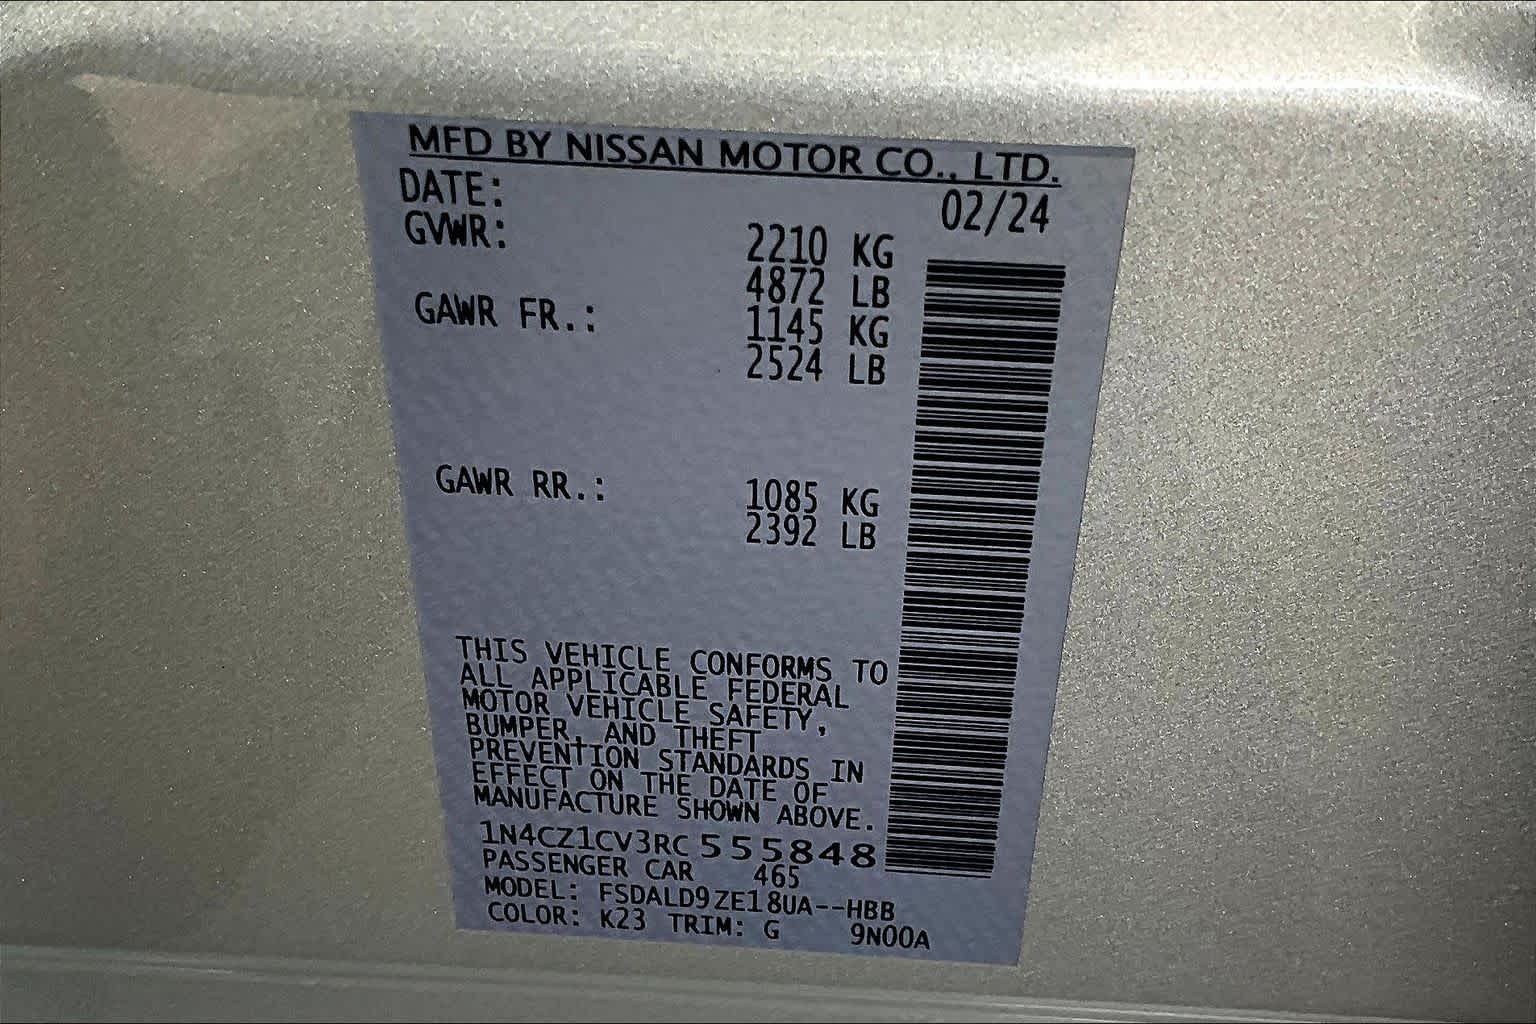 MFD BY NISSAN MOTOR CO., LTD.
DATE: 02/24
GVWR: 2210 KG
4872 LB
GAWR FR.: 1145 KG
2524 LB
GAWR RR.: 1085 KG
2392 LB
THIS VEHICLE CONFORMS TO
ALL APPLICABLE FEDERAL
MOTOR VEHICLE SAFETY,
BUMPER, AND THEFT
PREVENTION STANDARDS IN
EFFECT ON THE DATE OF
MANUFACTURE SHOWN ABOVE.
1N4CZ1CV3RC555848
PASSENGER CAR 465
MODEL: FSDALD9ZE18UA--HBB
COLOR: K23 TRIM: G 9N00A